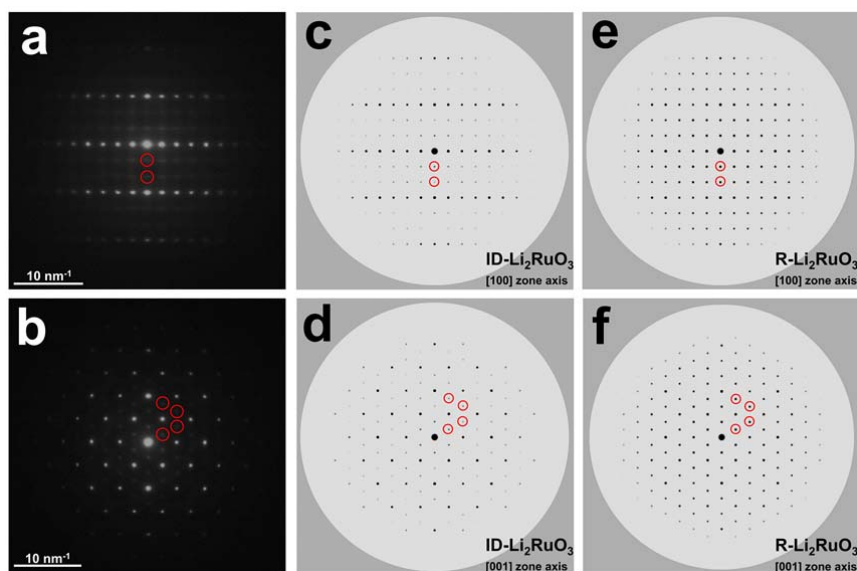 a
10 nm⁻¹
c
ID-Li₂RuO₃
[100] zone axis
e
R-Li₂RuO₃
[100] zone axis
b
10 nm⁻¹
d
ID-Li₂RuO₃
[001] zone axis
f
R-Li₂RuO₃
[001] zone axis